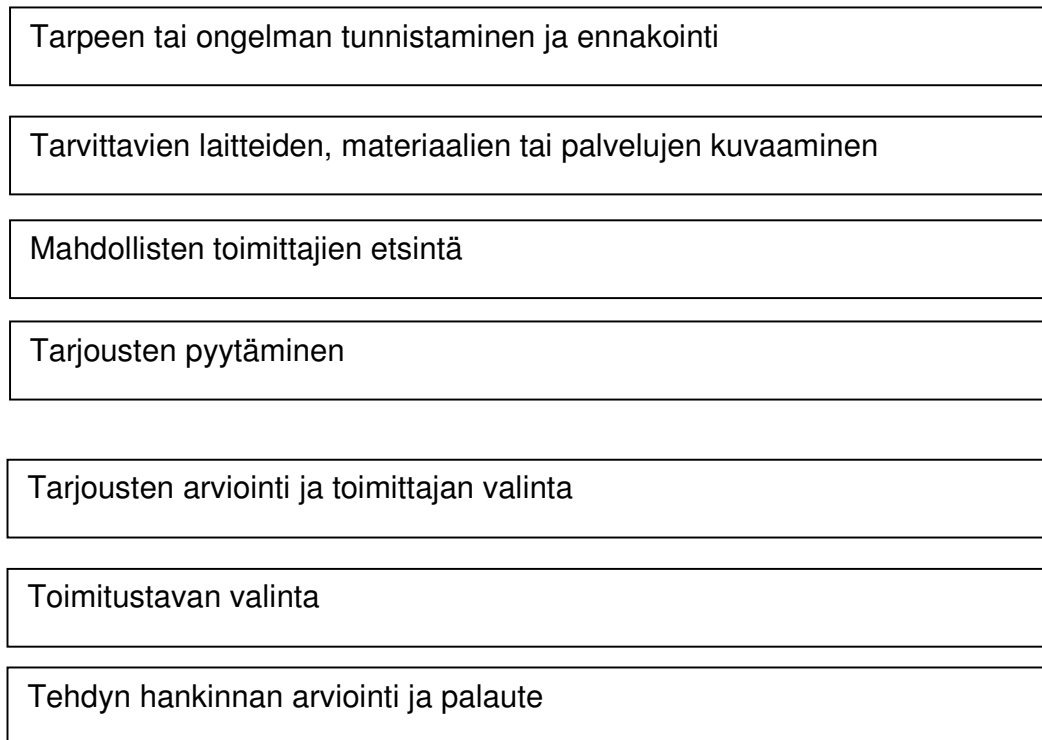 Tarpeen tai ongelman tunnistaminen ja ennakointi
Tarvittavien laitteiden, materiaalien tai palvelujen kuvaaminen
Mahdollisten toimittajien etsintä
Tarjousten pyytäminen
Tarjousten arviointi ja toimittajan valinta
Toimitustavan valinta
Tehdyn hankinnan arviointi ja palaute